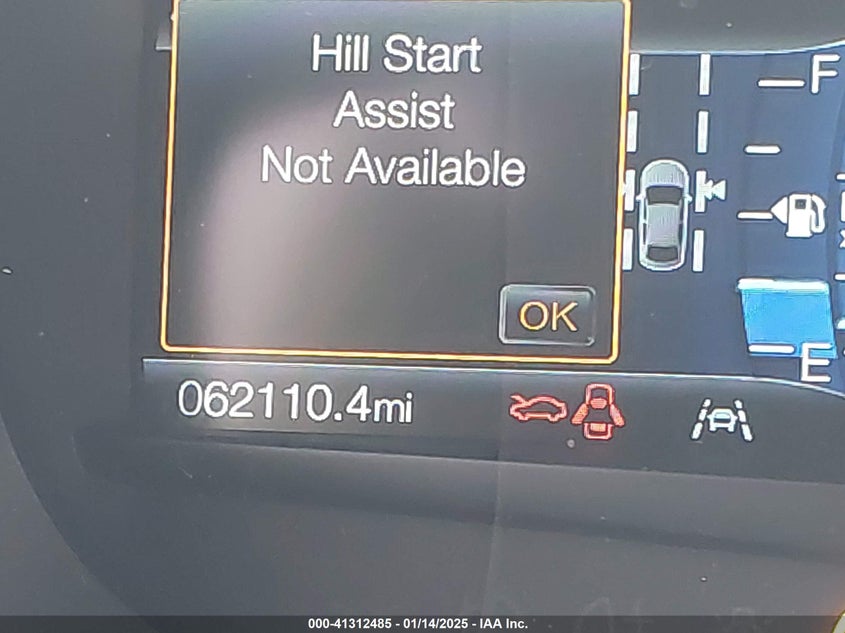 Hill Start
Assist
Not Available
OK
F
E
062110.4mi
000-41312485 - 01/14/2025 - IAA Inc.